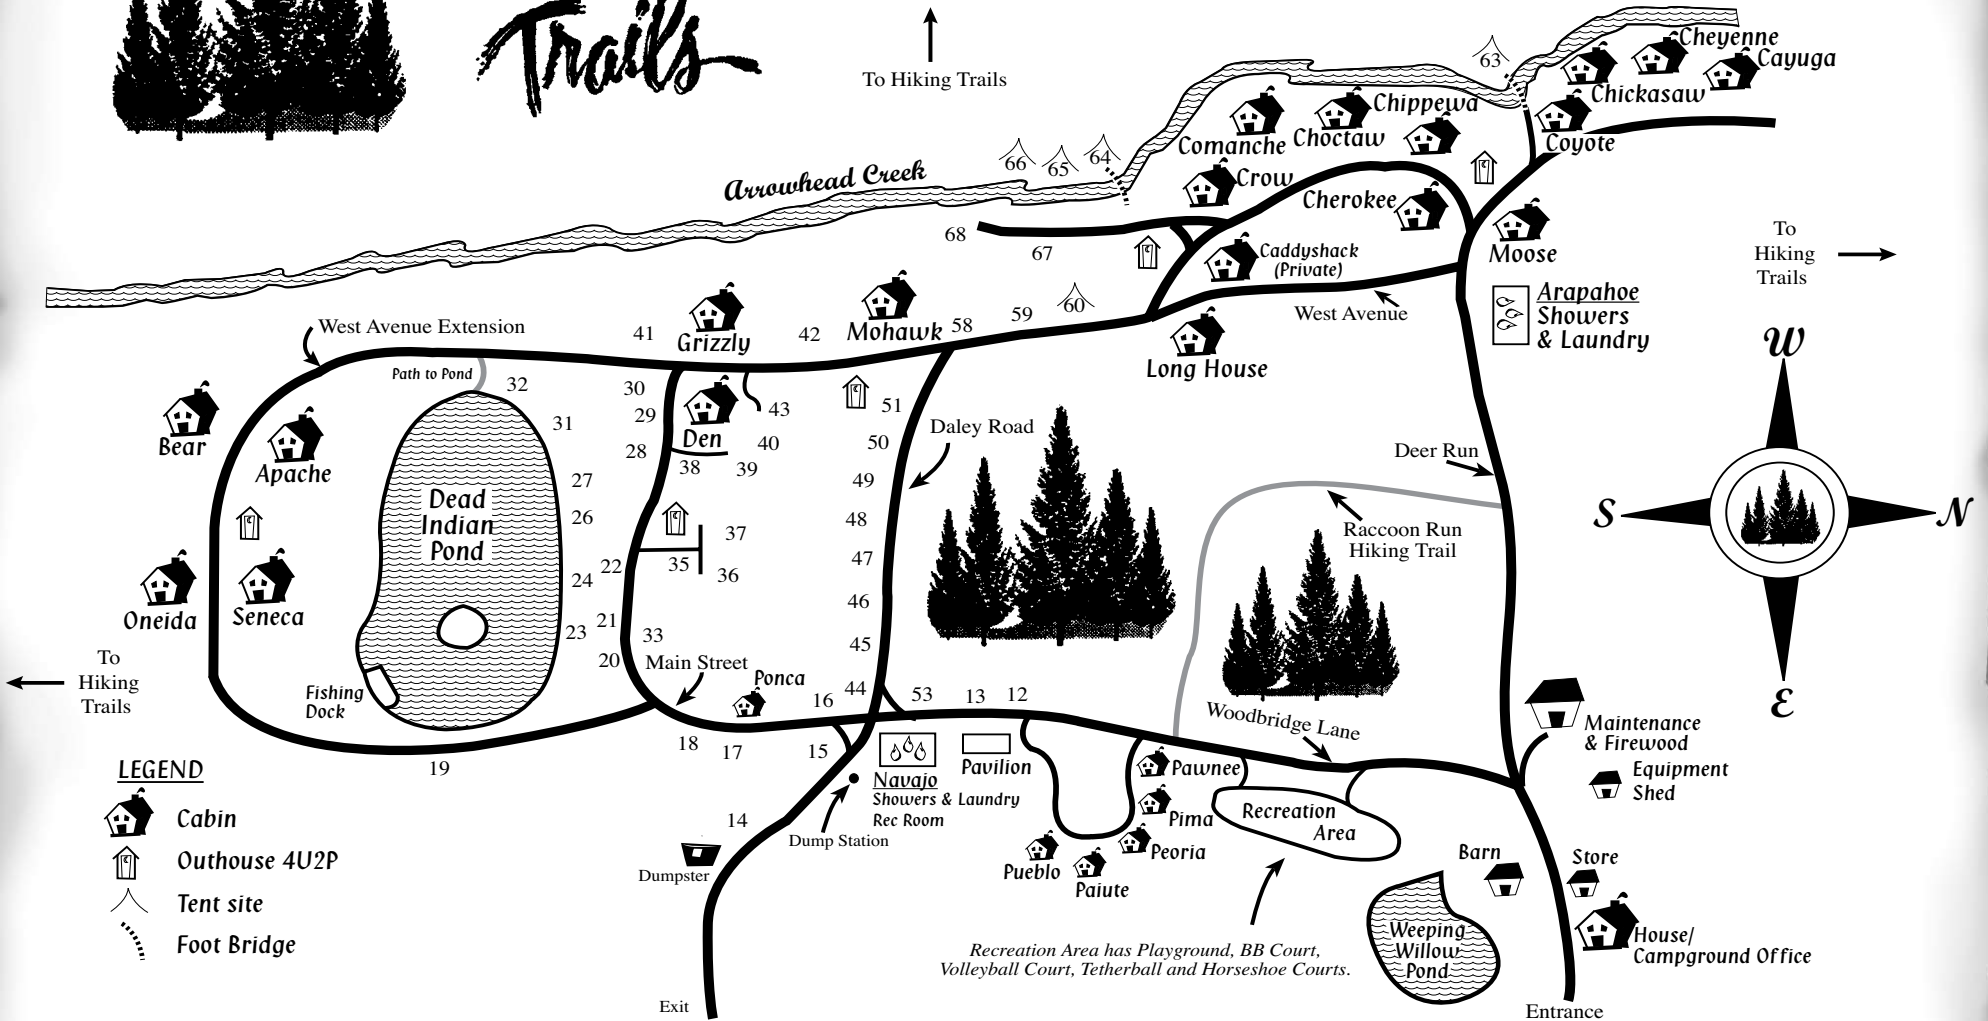 Trails
To Hiking Trails
63
Cheyenne
Cayuga
Chickasaw
Coyote
Chippewa
Choctaw
Comanche
66
65
64
Arrowhead Creek
Crow
Cherokee
68
67
Caddyshack
(Private)
Moose
To
Hiking
Trails
West Avenue
Arapahoe
Showers
& Laundry
60
59
58
Long House
West Avenue Extension
41
Grizzly
42
Mohawk
Path to Pond
32
30
31
29
28
Den
43
40
38
39
51
50
49
48
47
46
45
44
Daley Road
Deer Run
Raccoon Run
Hiking Trail
W
S
N
E
Bear
Apache
Dead
Indian
Pond
27
26
24
23
22
21
20
37
35
36
33
Oneida
Seneca
To
Hiking
Trails
Fishing
Dock
Main Street
Ponca
16
53
13
12
Woodbridge Lane
Maintenance
& Firewood
Equipment
Shed
19
18
17
15
14
Navajo
Showers & Laundry
Rec Room
Pavilion
Pawnee
Pima
Peoria
Pueblo
Paiute
Recreation
Area
Dump Station
Dumpster
Barn
Store
Weeping
Willow
Pond
House/
Campground Office
Recreation Area has Playground, BB Court,
Volleyball Court, Tetherball and Horseshoe Courts.
Exit
Entrance
LEGEND
Cabin
Outhouse 4U2P
Tent site
Foot Bridge